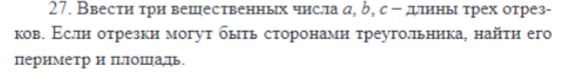 27. Ввести три вещественных числа a, b, c – длины трех отрез-
ков. Если отрезки могут быть сторонами треугольника, найти его
периметр и площадь.